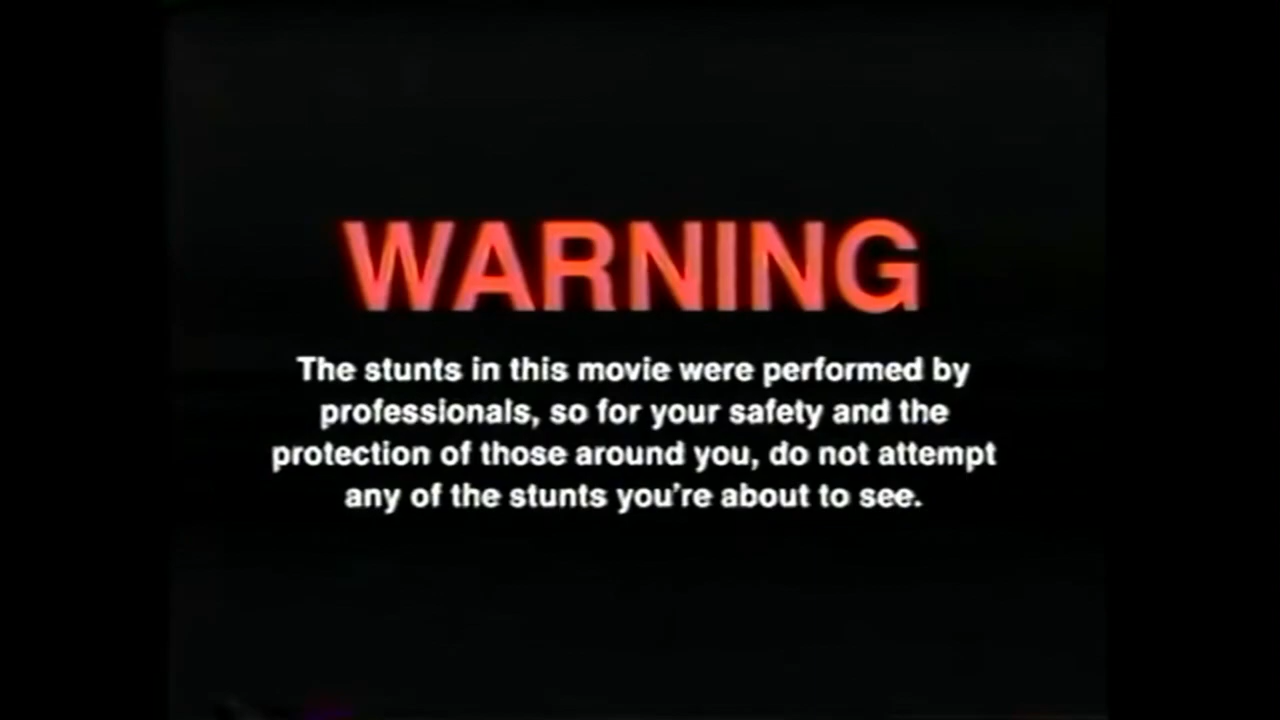 WARNING
The stunts in this movie were performed by
professionals, so for your safety and the
protection of those around you, do not attempt
any of the stunts you're about to see.